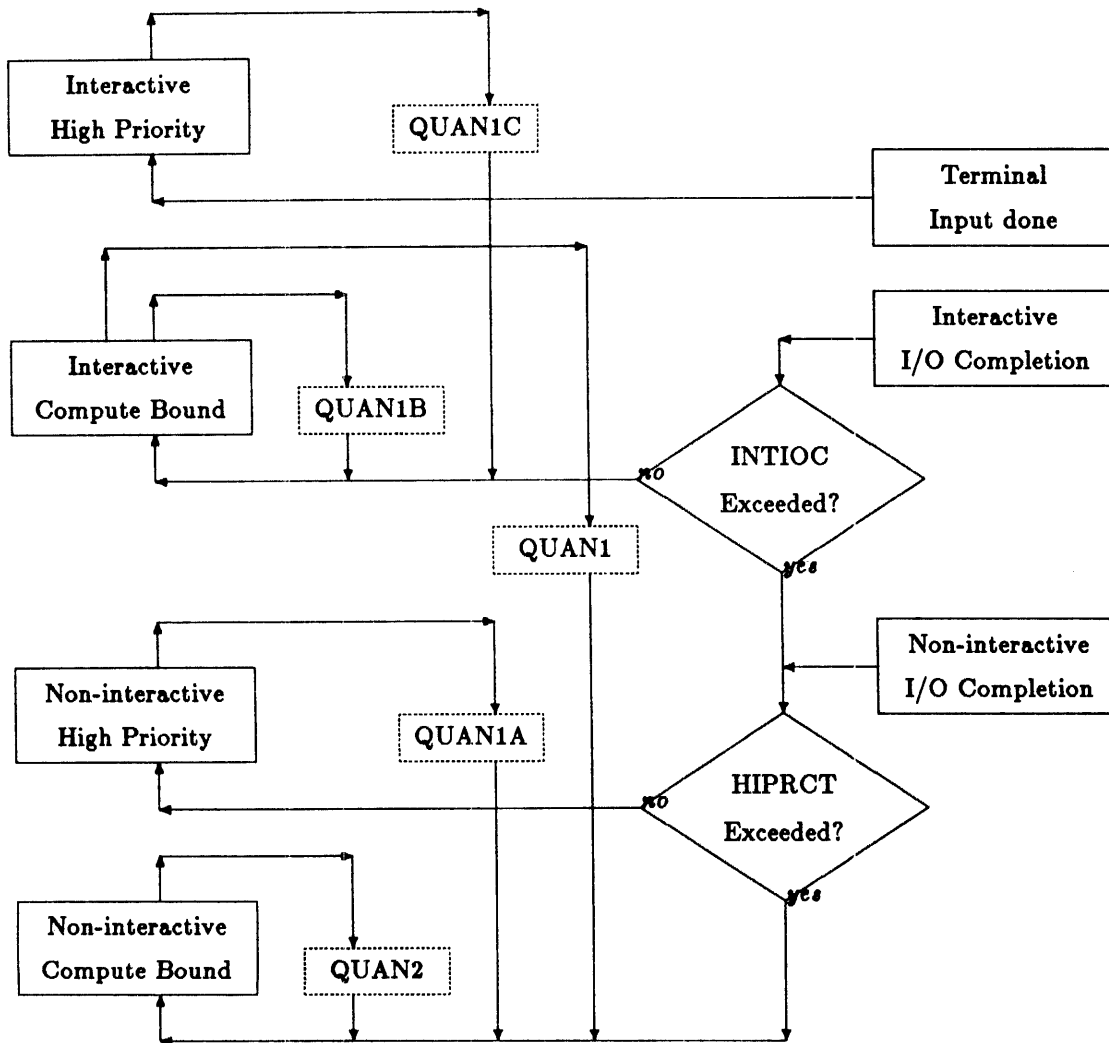 Interactive
High Priority
QUAN1C
Terminal
Input done
Interactive
I/O Completion
Interactive
Compute Bound
QUAN1B
INTIOC
Exceeded?
no
yes
QUAN1
Non-interactive
I/O Completion
Non-interactive
High Priority
QUAN1A
HIPRCT
Exceeded?
no
yes
Non-interactive
Compute Bound
QUAN2